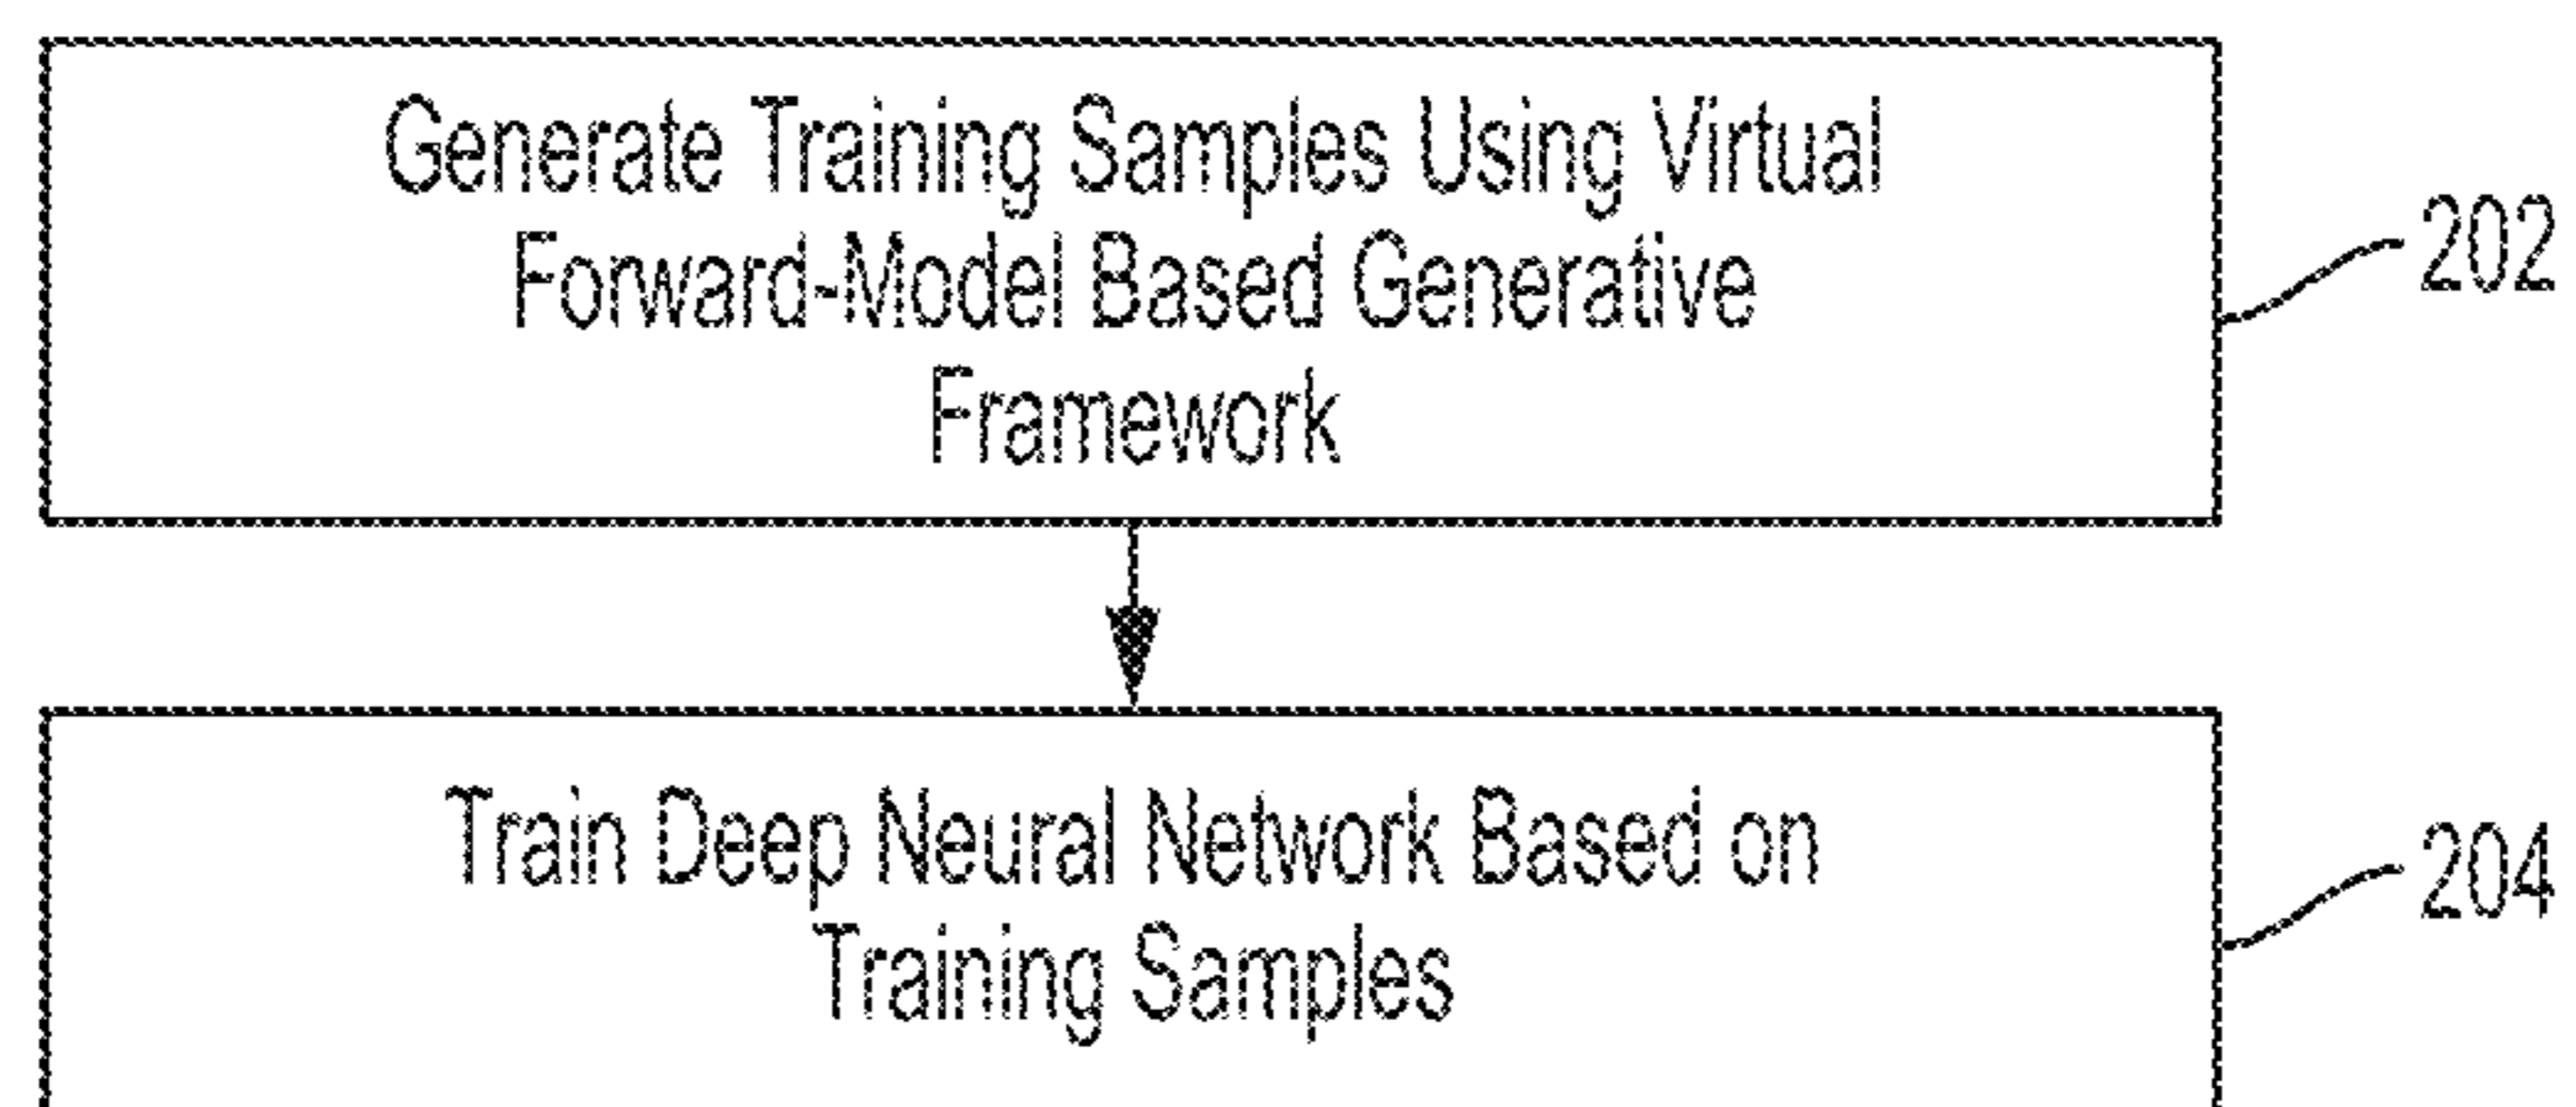 Generate Training Samples Using Virtual
Forward-Model Based Generative
Framework
202
Train Deep Neural Network Based on
Training Samples
204